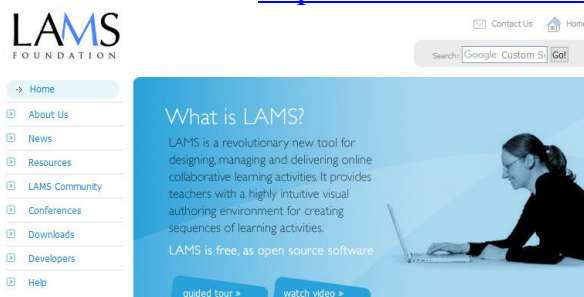 LAMS
FOUNDATION
Contact Us
Home
Search: Google Custom S Go!
Home
About Us
News
Resources
LAMS Community
Conferences
Downloads
Developers
Help
What is LAMS?
LAMS is a revolutionary new tool for
designing, managing and delivering online
collaborative learning activities. It provides
teachers with a highly intuitive visual
authoring environment for creating
sequences of learning activities.
LAMS is free, as open source software
guided tour »
watch video »